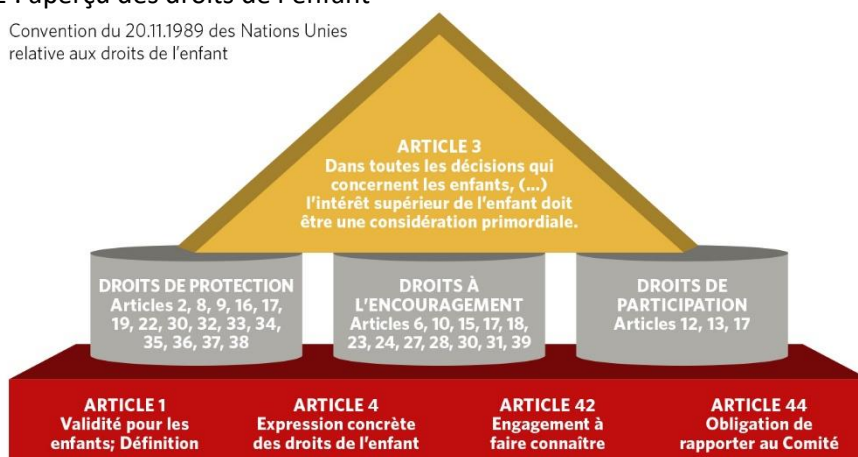 : aperçu des droits de l'enfant
Convention du 20.11.1989 des Nations Unies
relative aux droits de l'enfant
ARTICLE 3
Dans toutes les décisions qui
concernent les enfants, (...)
l'intérêt supérieur de l'enfant doit
être une considération primordiale.
DROITS DE PROTECTION
Articles 2, 8, 9, 16, 17,
19, 22, 30, 32, 33, 34,
35, 36, 37, 38
DROITS À
L'ENCOURAGEMENT
Articles 6, 10, 15, 17, 18,
23, 24, 27, 28, 30, 31, 39
DROITS DE
PARTICIPATION
Articles 12, 13, 17
ARTICLE 1
Validité pour les
enfants; Définition
ARTICLE 4
Expression concrète
des droits de l'enfant
ARTICLE 42
Engagement à
faire connaître
ARTICLE 44
Obligation de
rapporter au Comité